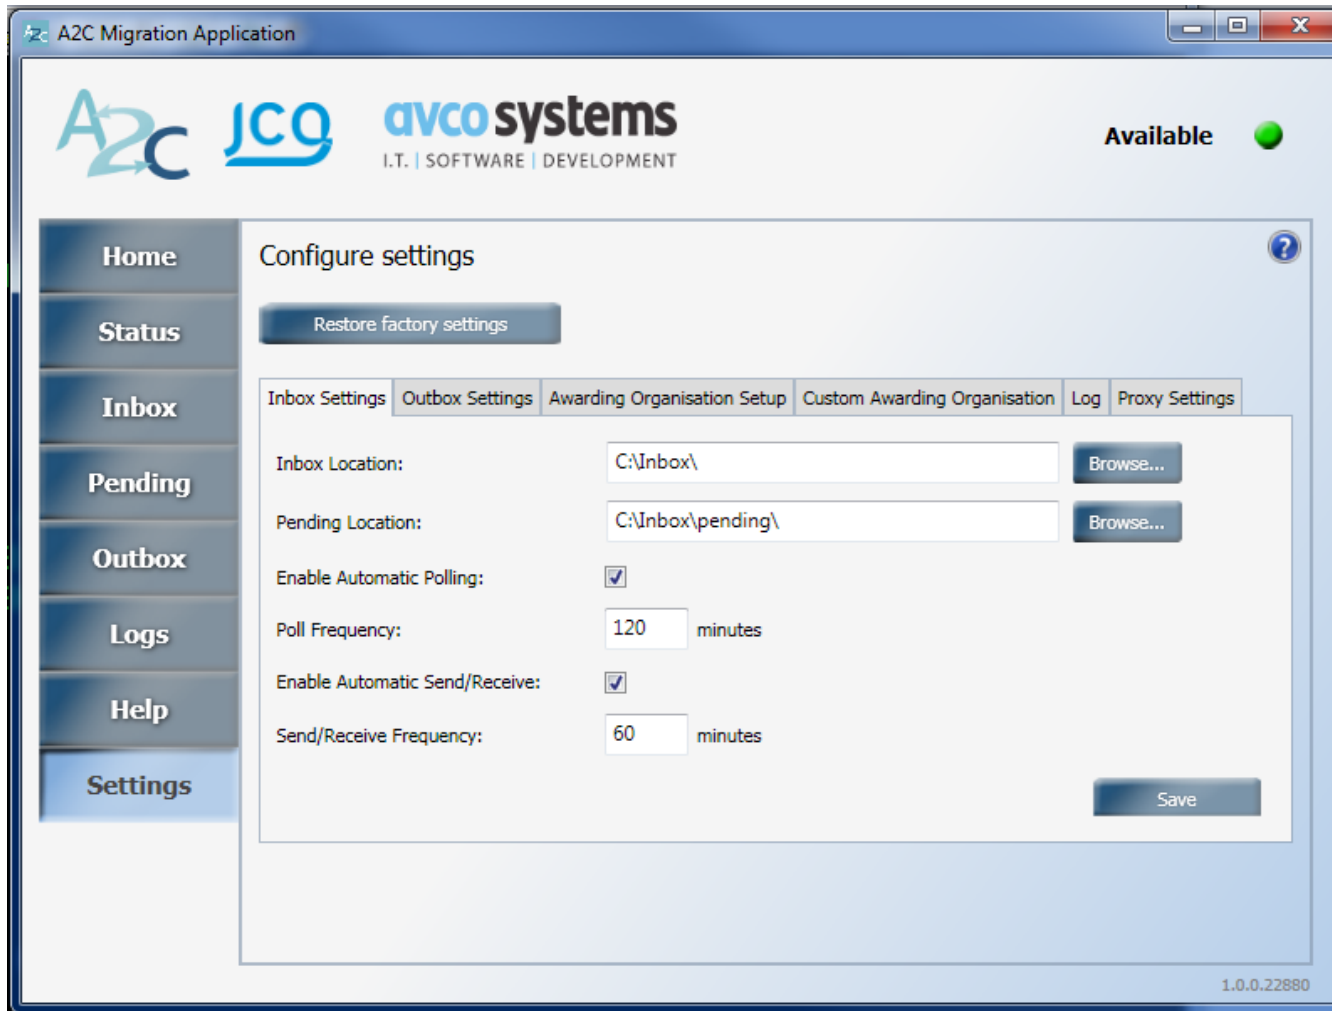 A2C Migration Application
A2C JCQ avco systems
I.T. | SOFTWARE | DEVELOPMENT
Available
Home
Status
Inbox
Pending
Outbox
Logs
Help
Settings
Configure settings
?
Restore factory settings
Inbox Settings Outbox Settings Awarding Organisation Setup Custom Awarding Organisation Log Proxy Settings
Inbox Location: C:\Inbox\ Browse...
Pending Location: C:\Inbox\pending\ Browse...
Enable Automatic Polling:
Poll Frequency: 120 minutes
Enable Automatic Send/Receive:
Send/Receive Frequency: 60 minutes
Save
1.0.0.22880